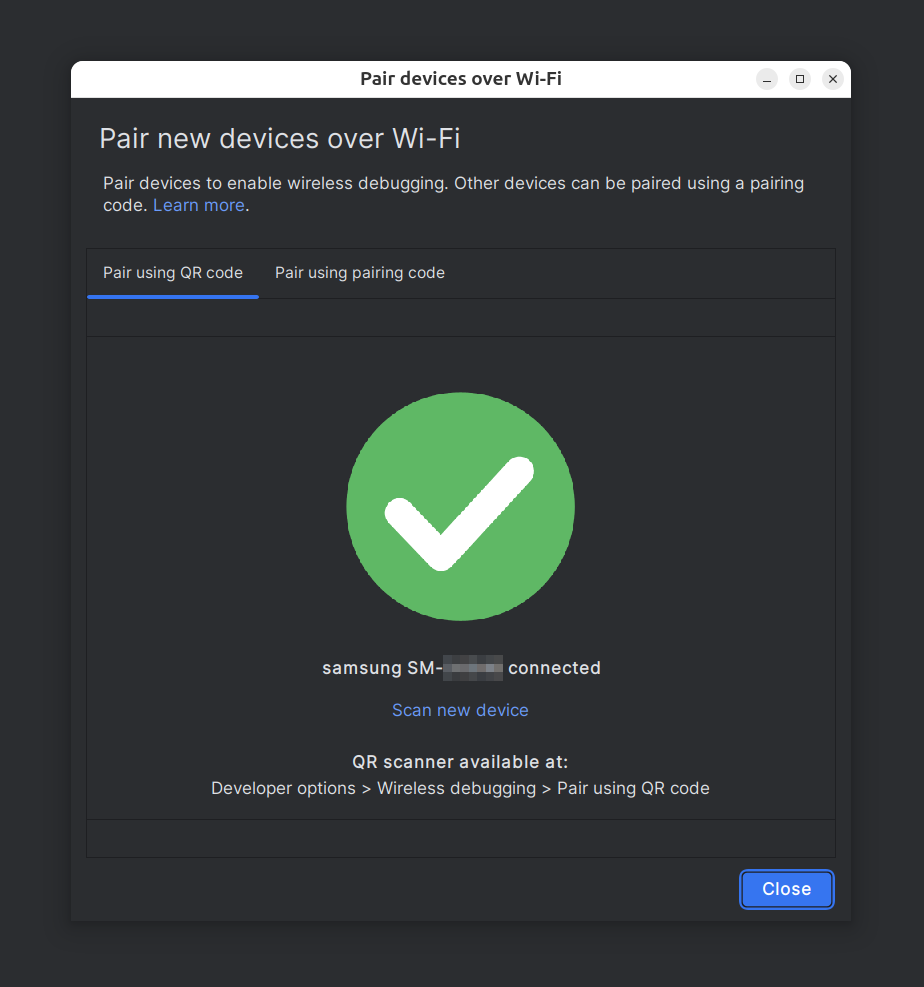 Pair devices over Wi-Fi
Pair new devices over Wi-Fi
Pair devices to enable wireless debugging. Other devices can be paired using a pairing
code. Learn more.
Pair using QR code Pair using pairing code
samsung SM- connected
Scan new device
QR scanner available at:
Developer options > Wireless debugging > Pair using QR code
Close